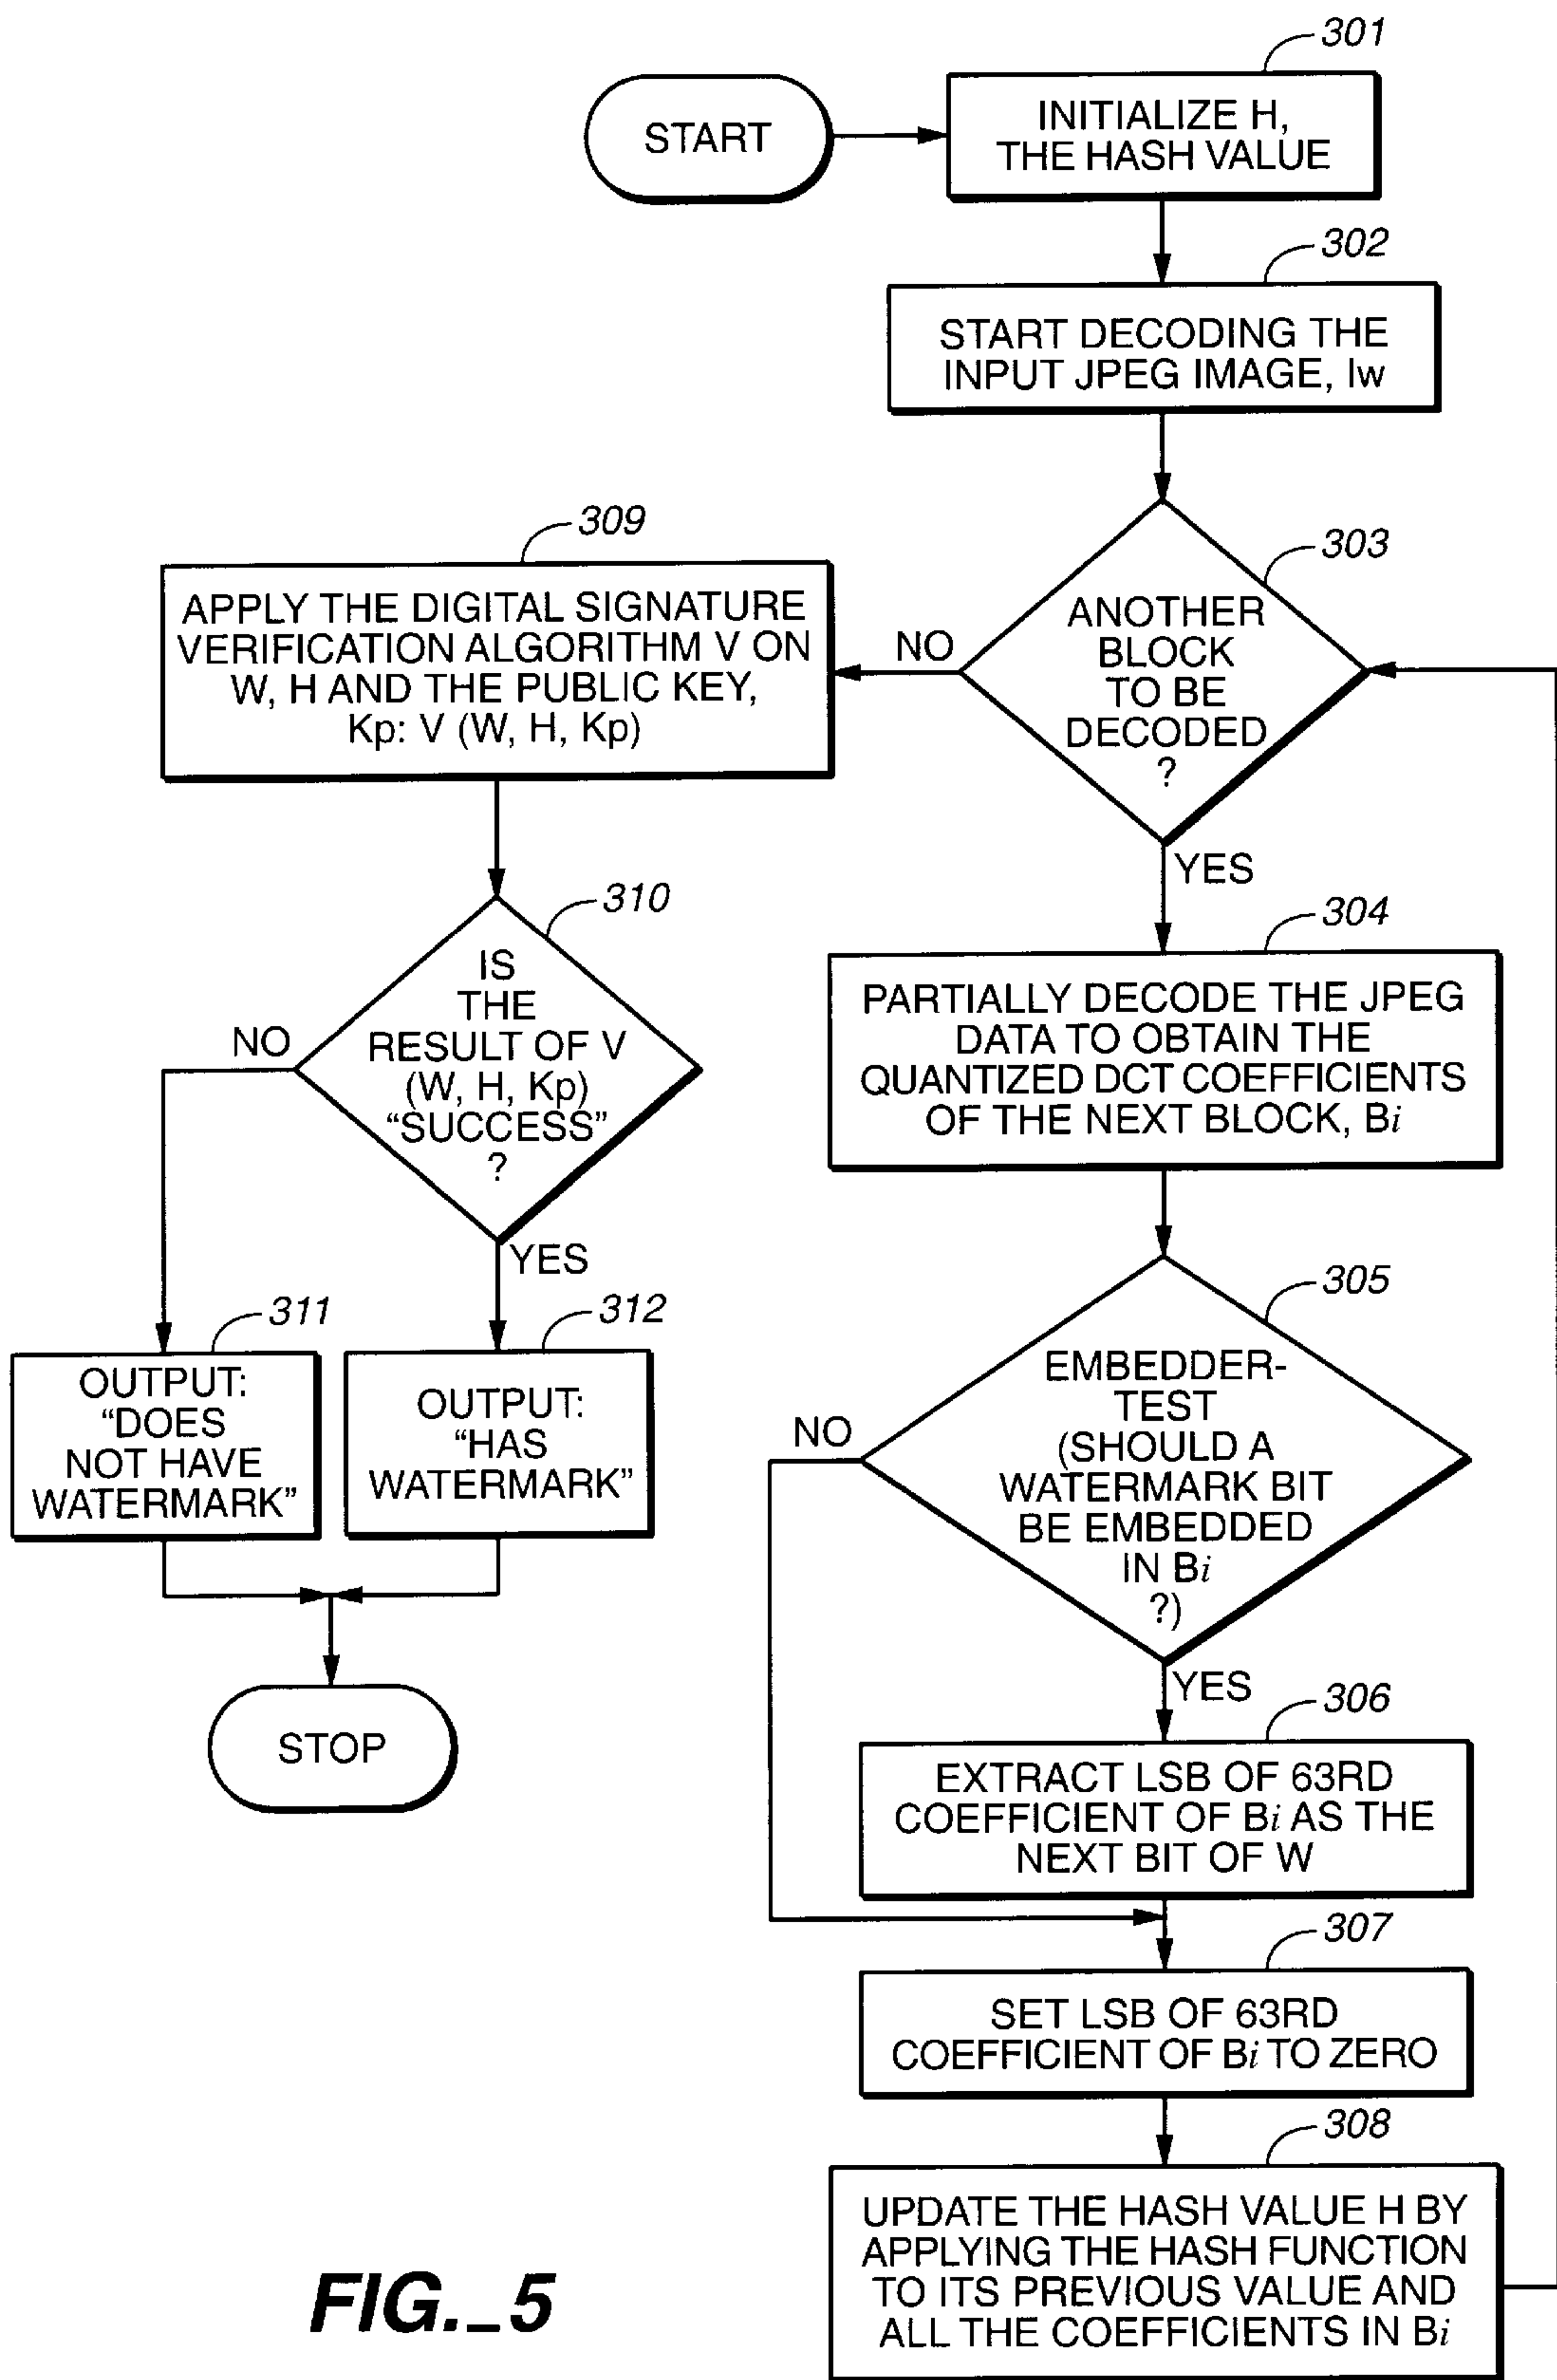 301
START
INITIALIZE H,
THE HASH VALUE
302
START DECODING THE
INPUT JPEG IMAGE, Iw
303
ANOTHER
BLOCK
TO BE
DECODED
?
NO
YES
309
APPLY THE DIGITAL SIGNATURE
VERIFICATION ALGORITHM V ON
W, H AND THE PUBLIC KEY,
Kp: V (W, H, Kp)
310
IS
THE
RESULT OF V
(W, H, Kp)
“SUCCESS”
?
NO
YES
311
OUTPUT:
“DOES
NOT HAVE
WATERMARK”
312
OUTPUT:
“HAS
WATERMARK”
STOP
304
PARTIALLY DECODE THE JPEG
DATA TO OBTAIN THE
QUANTIZED DCT COEFFICIENTS
OF THE NEXT BLOCK, Bi
305
EMBEDDER-
TEST
(SHOULD A
WATERMARK BIT
BE EMBEDDED
IN Bi
?)
NO
YES
306
EXTRACT LSB OF 63RD
COEFFICIENT OF Bi AS THE
NEXT BIT OF W
307
SET LSB OF 63RD
COEFFICIENT OF Bi TO ZERO
308
UPDATE THE HASH VALUE H BY
APPLYING THE HASH FUNCTION
TO ITS PREVIOUS VALUE AND
ALL THE COEFFICIENTS IN Bi
FIG._5